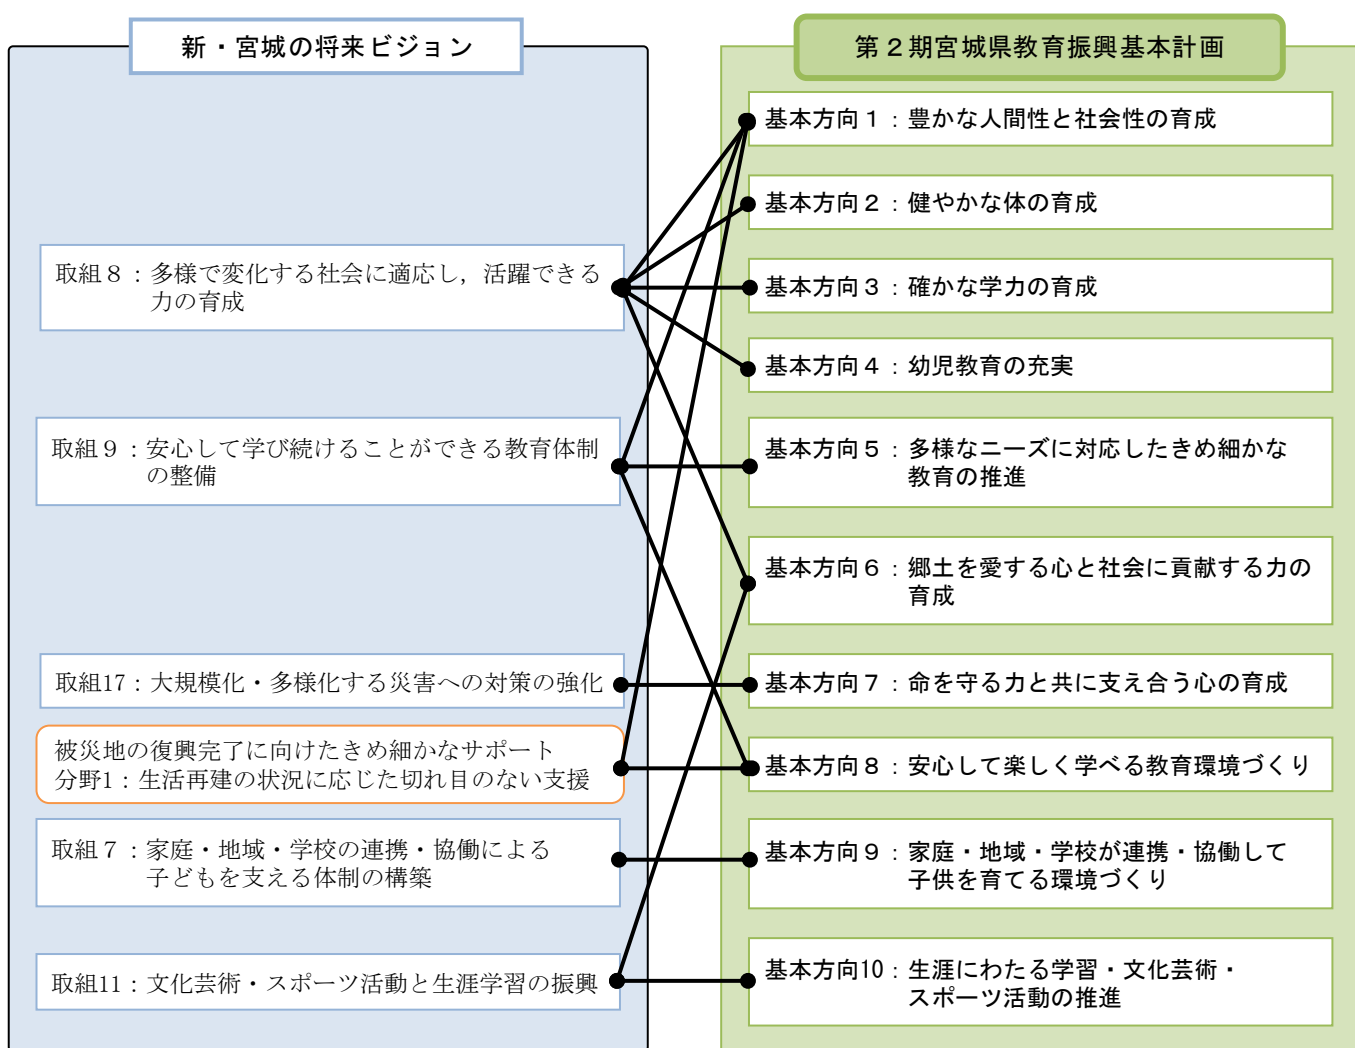 新・宮城の将来ビジョン
取組８：多様で変化する社会に適応し，活躍できる
力の育成
取組９：安心して学び続けることができる教育体制
の整備
取組17：大規模化・多様化する災害への対策の強化
被災地の復興完了に向けたきめ細かなサポート
分野1：生活再建の状況に応じた切れ目のない支援
取組７：家庭・地域・学校の連携・協働による
子どもを支える体制の構築
取組11：文化芸術・スポーツ活動と生涯学習の振興
第２期宮城県教育振興基本計画
基本方向１：豊かな人間性と社会性の育成
基本方向２：健やかな体の育成
基本方向３：確かな学力の育成
基本方向４：幼児教育の充実
基本方向５：多様なニーズに対応したきめ細かな
教育の推進
基本方向６：郷土を愛する心と社会に貢献する力の
育成
基本方向７：命を守る力と共に支え合う心の育成
基本方向８：安心して楽しく学べる教育環境づくり
基本方向９：家庭・地域・学校が連携・協働して
子供を育てる環境づくり
基本方向10：生涯にわたる学習・文化芸術・
スポーツ活動の推進